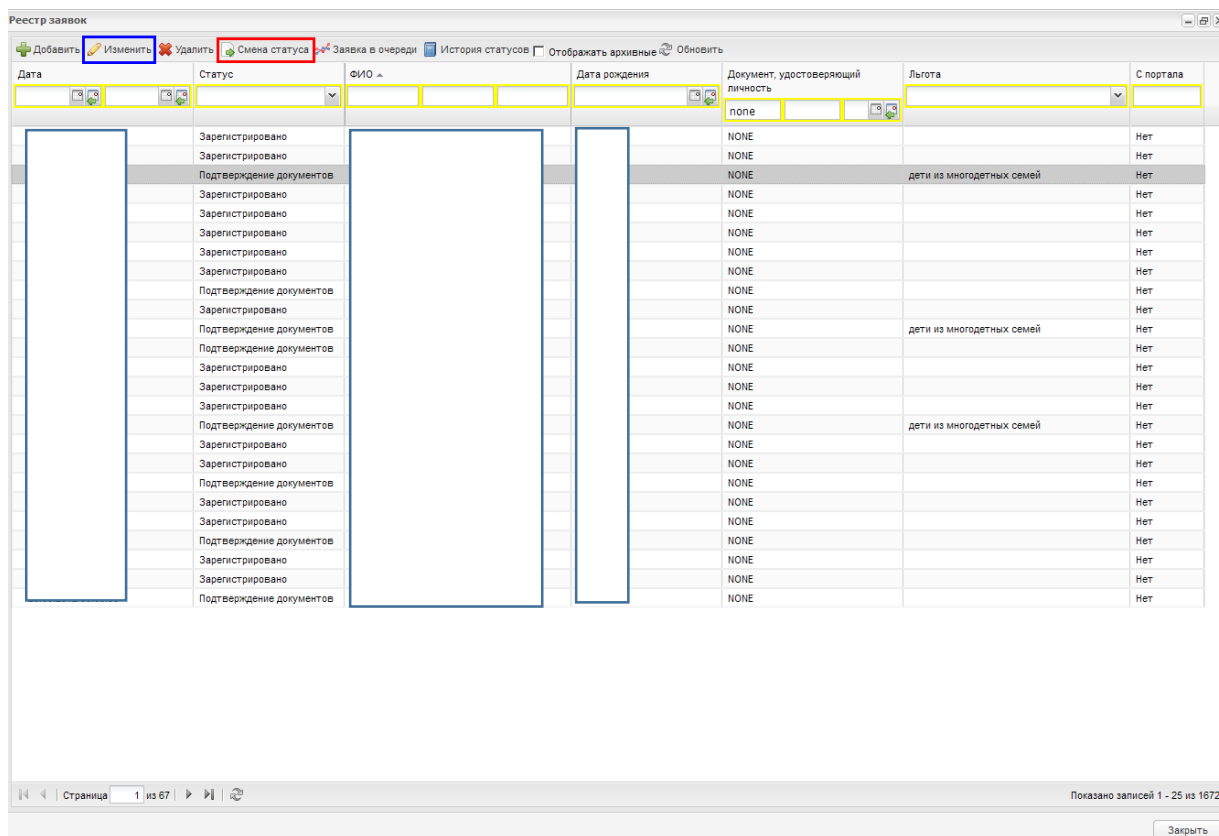 Реестр заявок
Добавить Изменить Удалить Смена статуса Заявка в очереди История статусов Отображать архивные Обновить
Дата Статус ФИО Дата рождения Документ, удостоверяющий личность Льгота С портала
none
Зарегистрировано NONE Нет
Зарегистрировано NONE Нет
Подтверждение документов NONE дети из многодетных семей Нет
Зарегистрировано NONE Нет
Зарегистрировано NONE Нет
Зарегистрировано NONE Нет
Зарегистрировано NONE Нет
Зарегистрировано NONE Нет
Подтверждение документов NONE Нет
Зарегистрировано NONE Нет
Подтверждение документов NONE дети из многодетных семей Нет
Подтверждение документов NONE Нет
Зарегистрировано NONE Нет
Зарегистрировано NONE Нет
Зарегистрировано NONE Нет
Подтверждение документов NONE дети из многодетных семей Нет
Зарегистрировано NONE Нет
Зарегистрировано NONE Нет
Подтверждение документов NONE Нет
Зарегистрировано NONE Нет
Зарегистрировано NONE Нет
Подтверждение документов NONE Нет
Зарегистрировано NONE Нет
Зарегистрировано NONE Нет
Подтверждение документов NONE Нет
Страница 1 из 67 Показано записей 1 - 25 из 1672
Закрыть